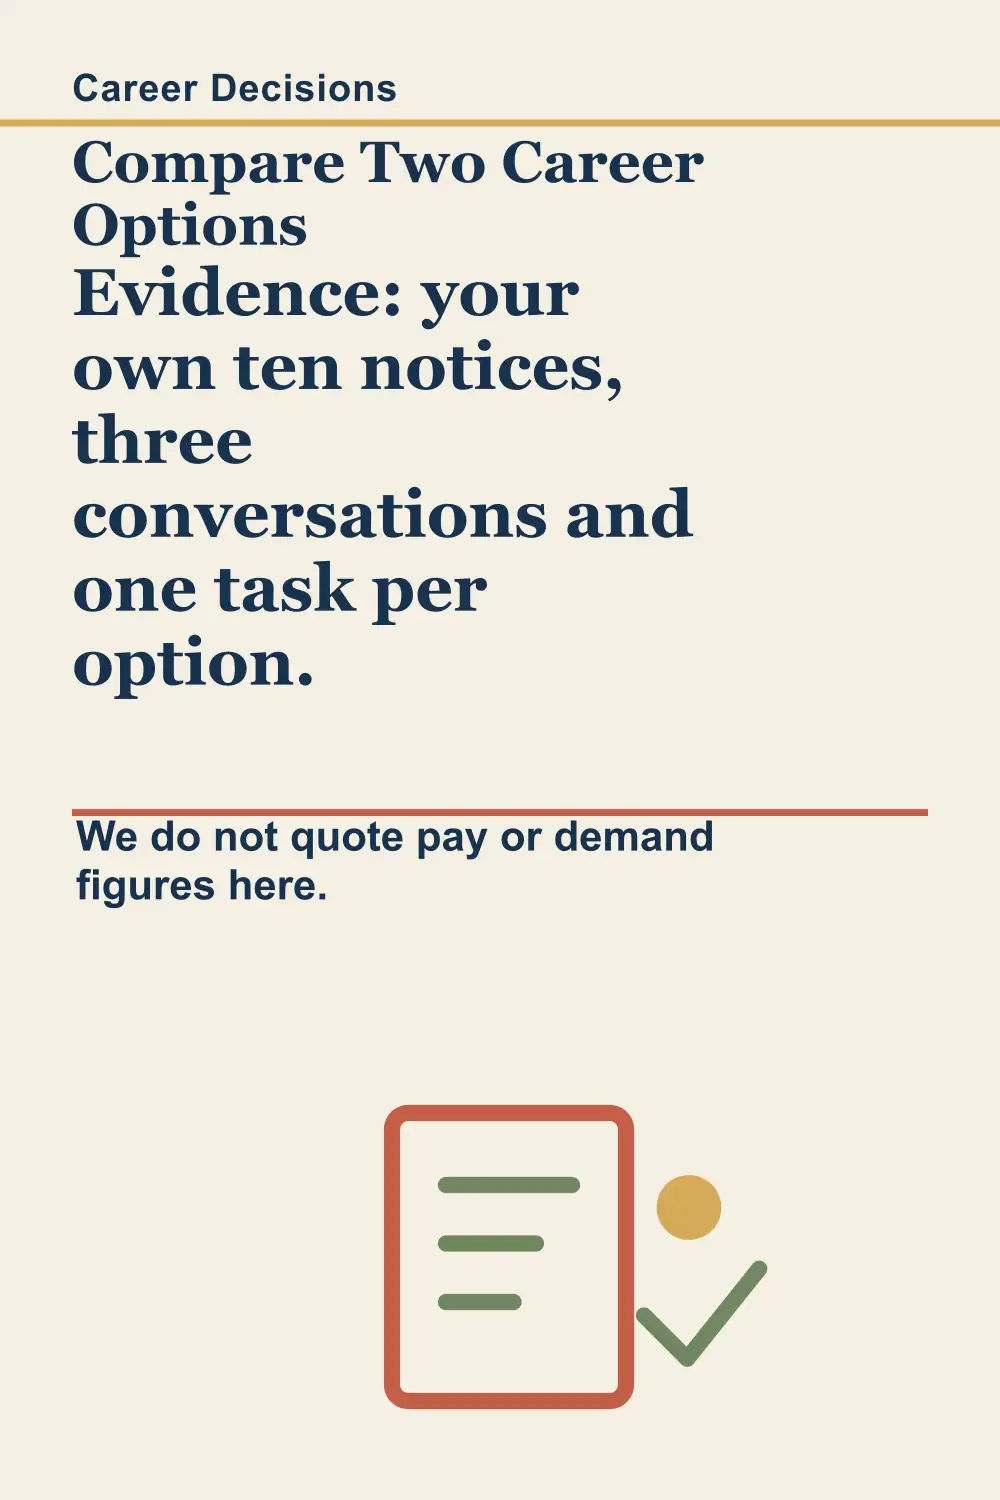 Career Decisions
Compare Two Career
Options
Evidence: your
own ten notices,
three
conversations and
one task per
option.
We do not quote pay or demand
figures here.